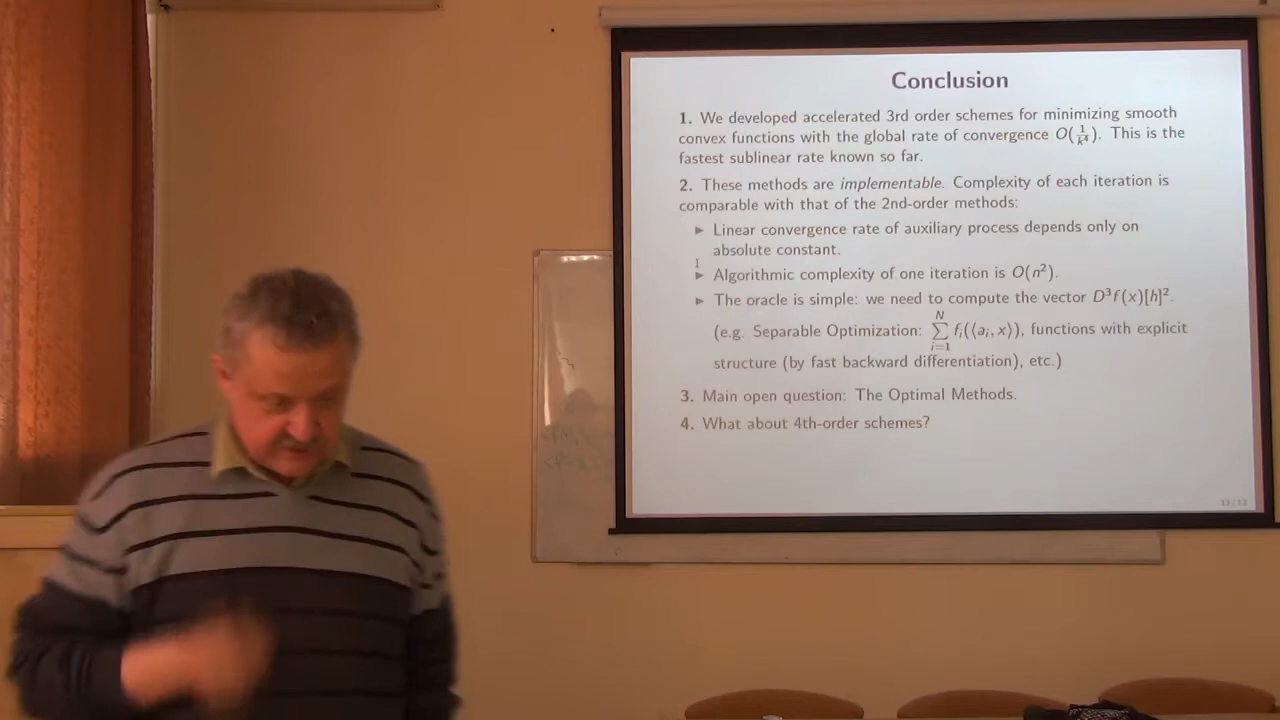 Conclusion
1. We developed accelerated 3rd order schemes for minimizing smooth
convex functions with the global rate of convergence O(1/k⁴). This is the
fastest sublinear rate known so far.
2. These methods are implementable. Complexity of each iteration is
comparable with that of the 2nd-order methods:
▶ Linear convergence rate of auxiliary process depends only on
absolute constant.
▶ Algorithmic complexity of one iteration is O(n²).
▶ The oracle is simple: we need to compute the vector D³f(x)[h]².
(e.g. Separable Optimization: ∑_{i=1}^{N} fᵢ(⟨aᵢ, x⟩), functions with explicit
structure (by fast backward differentiation), etc.)
3. Main open question: The Optimal Methods.
4. What about 4th-order schemes?